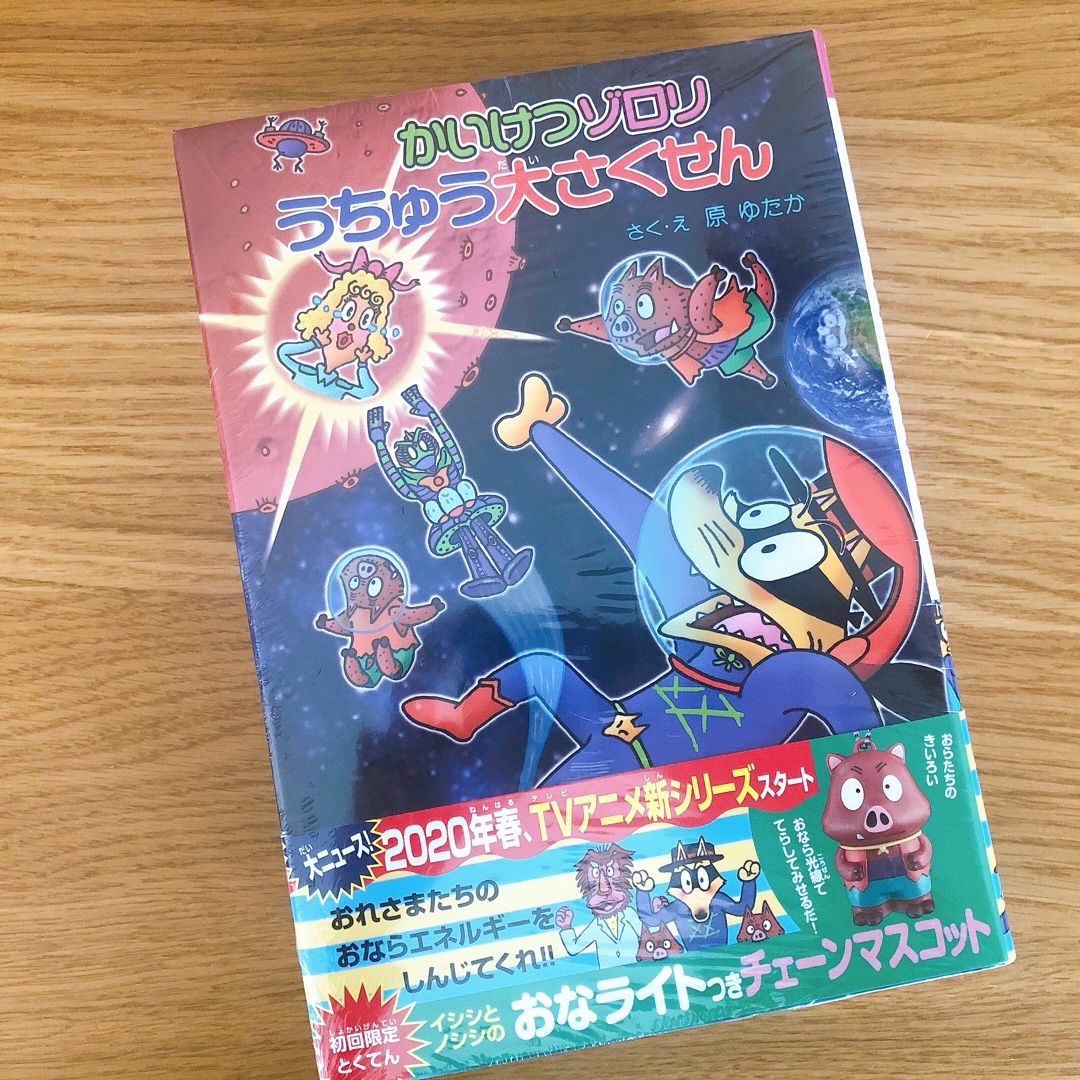 かいけつゾロリ
うちゅう大さくせん
さく・え 原 ゆたか
大ニュース!
2020年春、TVアニメ新シリーズスタート
おれさまたちの
おならエネルギーを
しんじてくれ!!
おらたちの
きいろい
おなら光線で
てらしてみせるだ!
初回限定
とくてん
イシシと
ノシシの
おなライトつきチェーンマスコット